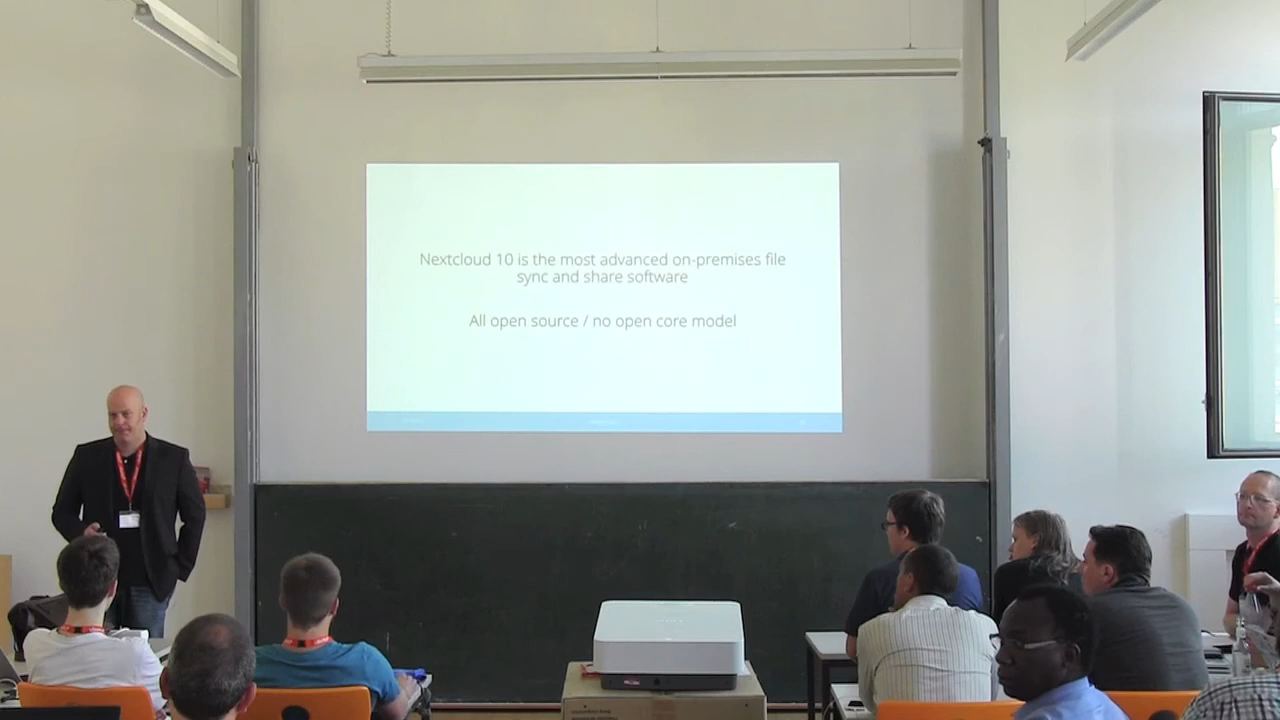 Nextcloud 10 is the most advanced on-premises file
sync and share software
All open source / no open core model